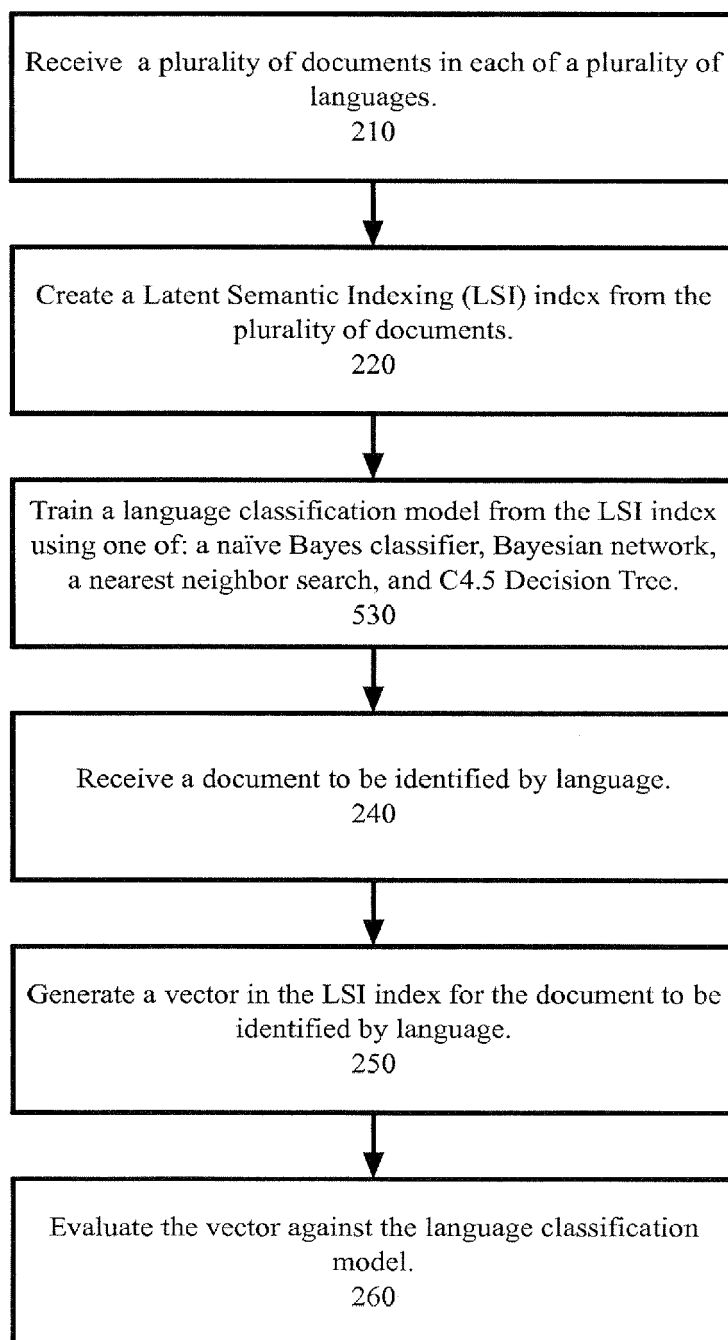 Receive a plurality of documents in each of a plurality of
languages.
210
Create a Latent Semantic Indexing (LSI) index from the
plurality of documents.
220
Train a language classification model from the LSI index
using one of: a naïve Bayes classifier, Bayesian network,
a nearest neighbor search, and C4.5 Decision Tree.
530
Receive a document to be identified by language.
240
Generate a vector in the LSI index for the document to be
identified by language.
250
Evaluate the vector against the language classification
model.
260